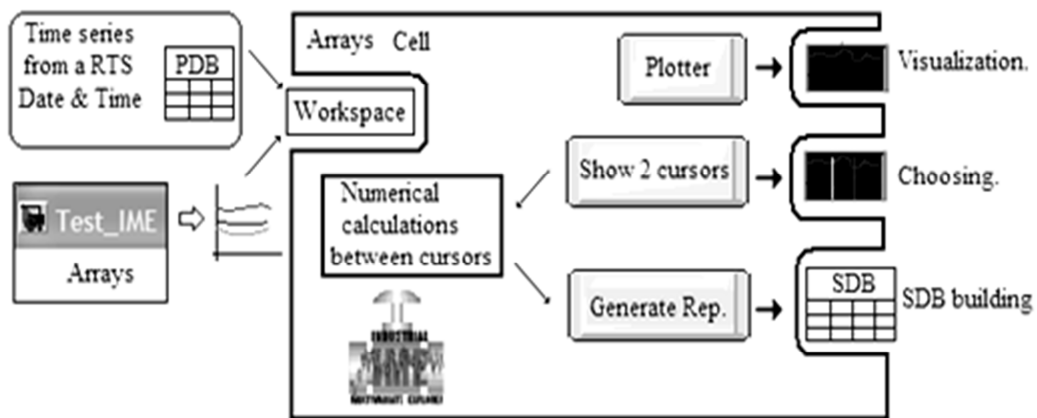 Time series
from a RTS
Date & Time
PDB
Arrays Cell
Workspace
Plotter
Visualization.
Test_IME
Arrays
Numerical
calculations
between cursors
Show 2 cursors
Choosing.
Generate Rep.
SDB
SDB building
INDUSTRIAL